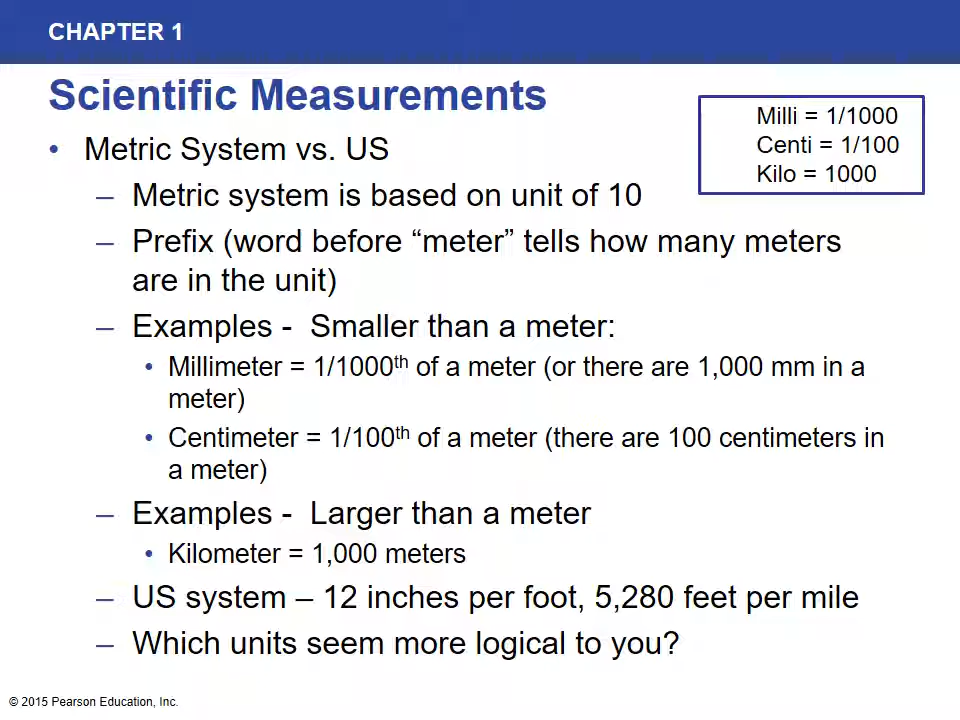 CHAPTER 1
Scientific Measurements
Milli = 1/1000
Centi = 1/100
Kilo = 1000
• Metric System vs. US
– Metric system is based on unit of 10
– Prefix (word before “meter” tells how many meters
are in the unit)
– Examples - Smaller than a meter:
• Millimeter = 1/1000th of a meter (or there are 1,000 mm in a
meter)
• Centimeter = 1/100th of a meter (there are 100 centimeters in
a meter)
– Examples - Larger than a meter
• Kilometer = 1,000 meters
– US system – 12 inches per foot, 5,280 feet per mile
– Which units seem more logical to you?
© 2015 Pearson Education, Inc.